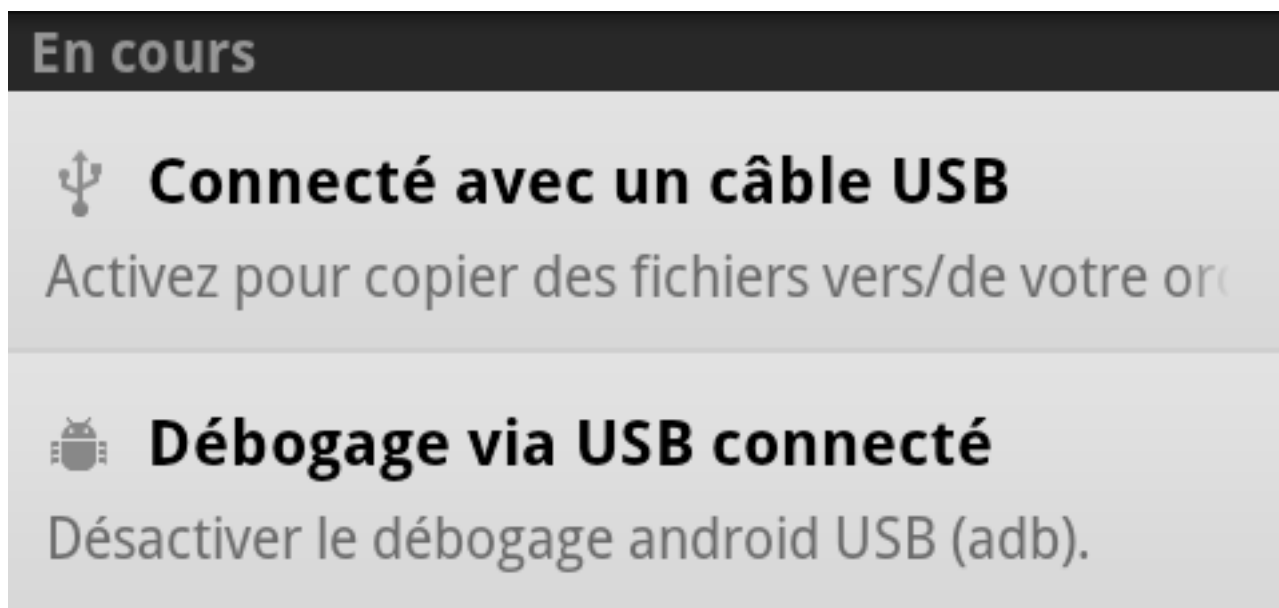 En cours
Connecté avec un câble USB
Activez pour copier des fichiers vers/de votre
Débogage via USB connecté
Désactiver le débogage android USB (adb).